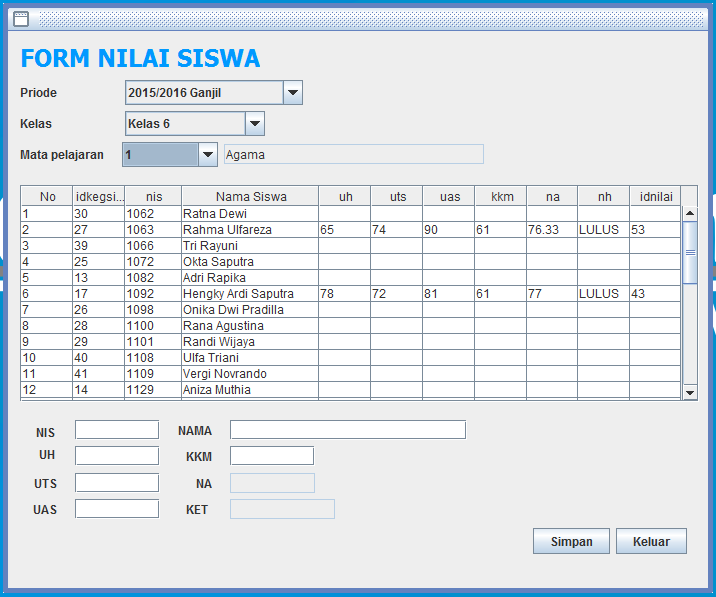 FORM NILAI SISWA
Priode 2015/2016 Ganjil
Kelas Kelas 6
Mata pelajaran 1 Agama
No idkegsi... nis Nama Siswa uh uts uas kkm na nh idnilai
1 30 1062 Ratna Dewi
2 27 1063 Rahma Ulfareza 65 74 90 61 76.33 LULUS 53
3 39 1066 Tri Rayuni
4 25 1072 Okta Saputra
5 13 1082 Adri Rapika
6 17 1092 Hengky Ardi Saputra 78 72 81 61 77 LULUS 43
7 26 1098 Onika Dwi Pradilla
8 28 1100 Rana Agustina
9 29 1101 Randi Wijaya
10 40 1108 Ulfa Triani
11 41 1109 Vergi Novrando
12 14 1129 Aniza Muthia
NIS NAMA
UH KKM
UTS NA
UAS KET
Simpan Keluar